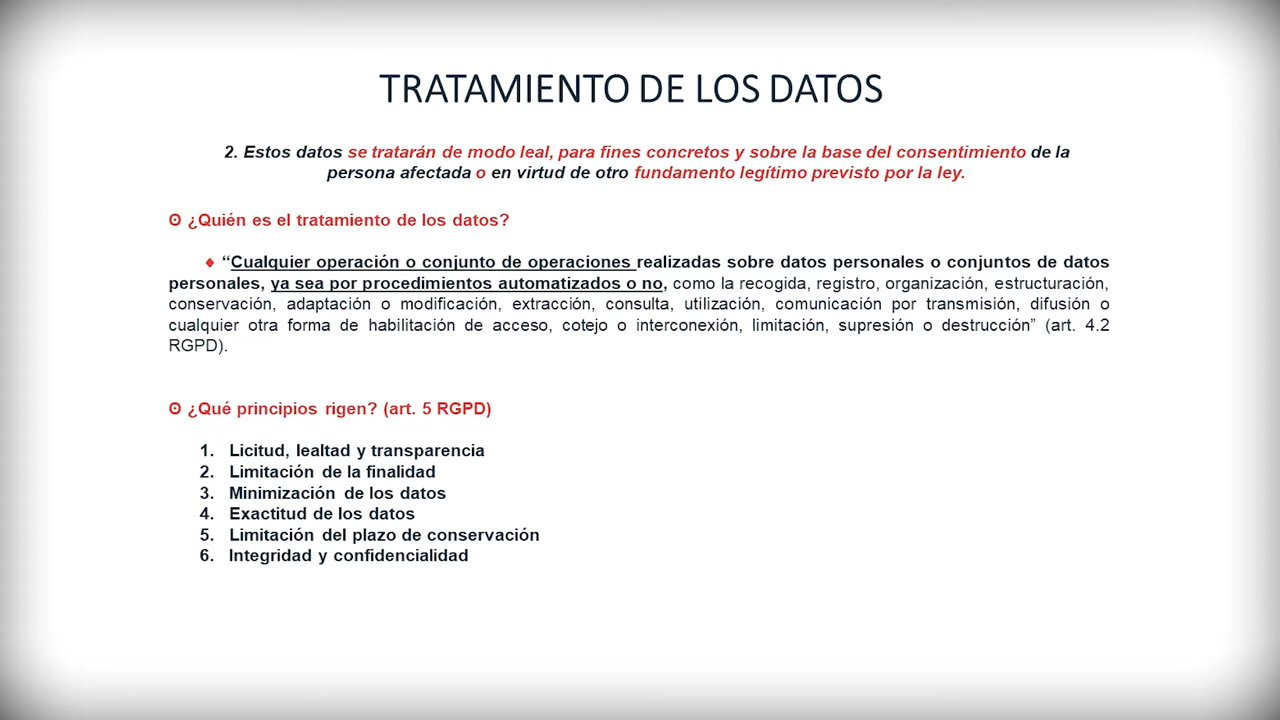 TRATAMIENTO DE LOS DATOS
2. Estos datos se tratarán de modo leal, para fines concretos y sobre la base del consentimiento de la
persona afectada o en virtud de otro fundamento legítimo previsto por la ley.
ʘ ¿Quién es el tratamiento de los datos?
♦ “Cualquier operación o conjunto de operaciones realizadas sobre datos personales o conjuntos de datos
personales, ya sea por procedimientos automatizados o no, como la recogida, registro, organización, estructuración,
conservación, adaptación o modificación, extracción, consulta, utilización, comunicación por transmisión, difusión o
cualquier otra forma de habilitación de acceso, cotejo o interconexión, limitación, supresión o destrucción” (art. 4.2
RGPD).
ʘ ¿Qué principios rigen? (art. 5 RGPD)
1. Licitud, lealtad y transparencia
2. Limitación de la finalidad
3. Minimización de los datos
4. Exactitud de los datos
5. Limitación del plazo de conservación
6. Integridad y confidencialidad